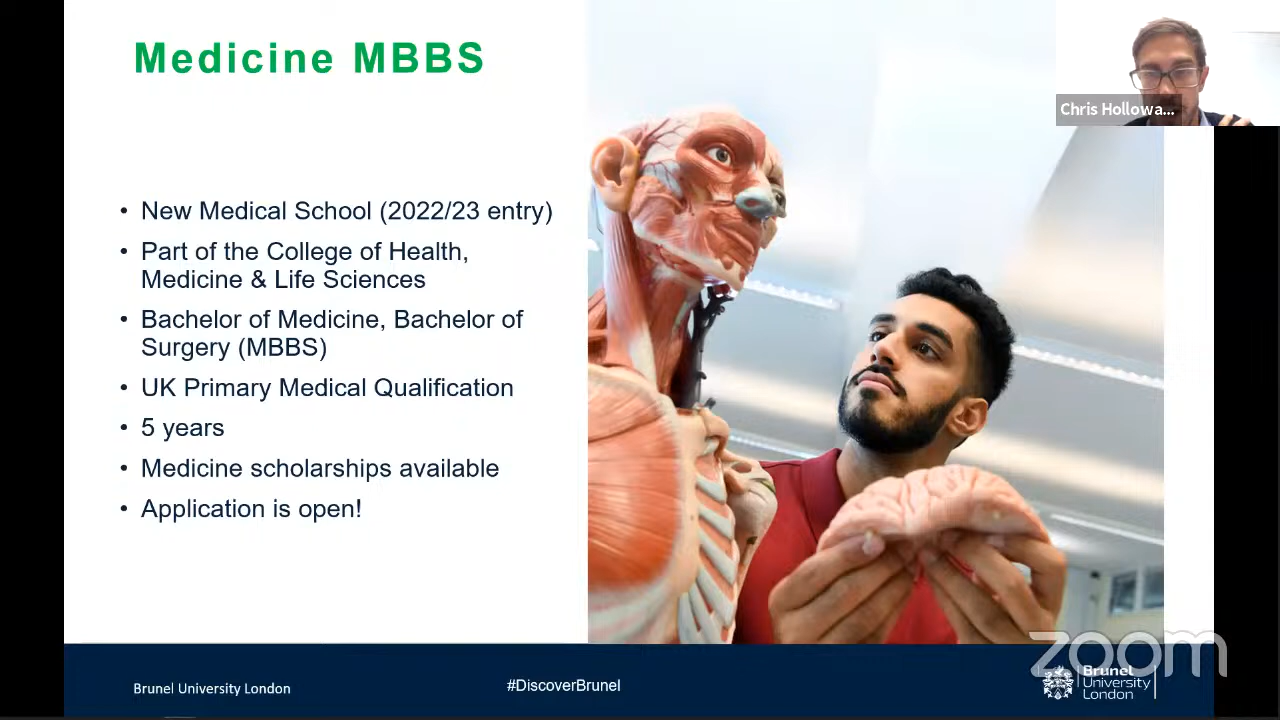 Medicine MBBS
Chris Hollowa...
• New Medical School (2022/23 entry)
• Part of the College of Health,
Medicine & Life Sciences
• Bachelor of Medicine, Bachelor of
Surgery (MBBS)
• UK Primary Medical Qualification
• 5 years
• Medicine scholarships available
• Application is open!
zoom
Brunel University London
#DiscoverBrunel
Brunel
University
London